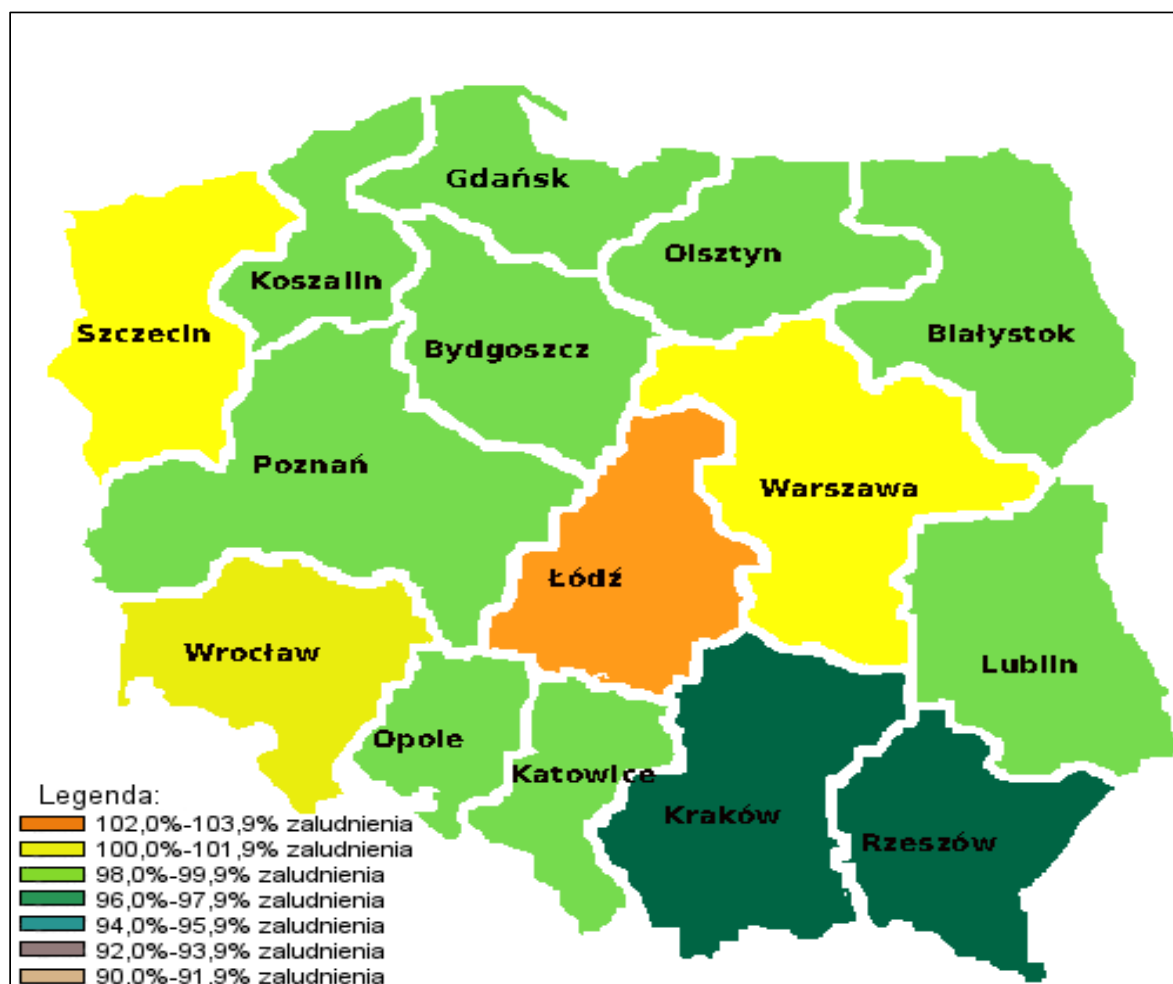 Gdańsk
Olsztyn
Koszalin
Szczecin
Białystok
Bydgoszcz
Poznań
Warszawa
Łódź
Wrocław
Lublin
Opole
Katowice
Kraków
Rzeszów
Legenda:
102,0%-103,9% zaludnienia
100,0%-101,9% zaludnienia
98,0%-99,9% zaludnienia
96,0%-97,9% zaludnienia
94,0%-95,9% zaludnienia
92,0%-93,9% zaludnienia
90,0%-91,9% zaludnienia